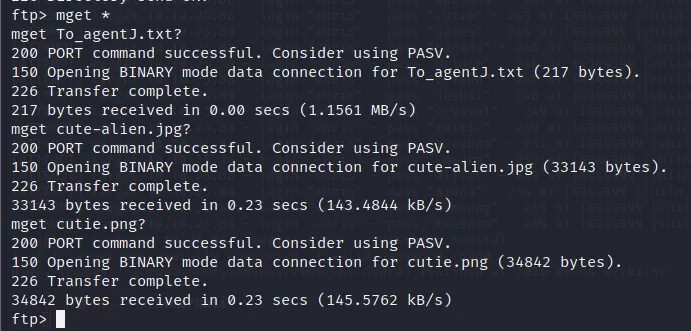 ftp> mget *
mget To_agentJ.txt?
200 PORT command successful. Consider using PASV.
150 Opening BINARY mode data connection for To_agentJ.txt (217 bytes).
226 Transfer complete.
217 bytes received in 0.00 secs (1.1561 MB/s)
mget cute-alien.jpg?
200 PORT command successful. Consider using PASV.
150 Opening BINARY mode data connection for cute-alien.jpg (33143 bytes).
226 Transfer complete.
33143 bytes received in 0.23 secs (143.4844 kB/s)
mget cutie.png?
200 PORT command successful. Consider using PASV.
150 Opening BINARY mode data connection for cutie.png (34842 bytes).
226 Transfer complete.
34842 bytes received in 0.23 secs (145.5762 kB/s)
ftp>